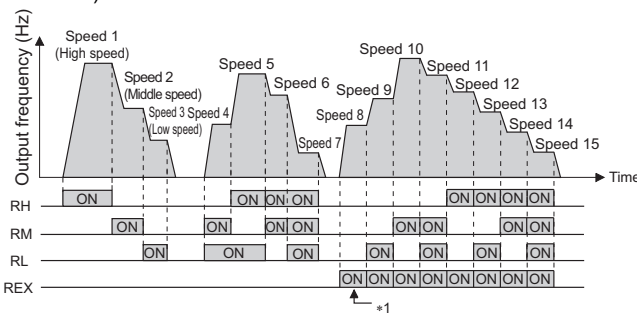 Output frequency (Hz)
Speed 1
(High speed)
Speed 2
(Middle speed)
Speed 3
(Low speed)
Speed 4
Speed 5
Speed 6
Speed 7
Speed 8
Speed 9
Speed 10
Speed 11
Speed 12
Speed 13
Speed 14
Speed 15
Time
RH ON ON ON ON ON ON ON ON
RM ON ON ON ON ON ON ON ON
RL ON ON ON ON ON ON ON
REX ON ON ON ON ON ON ON ON
*1